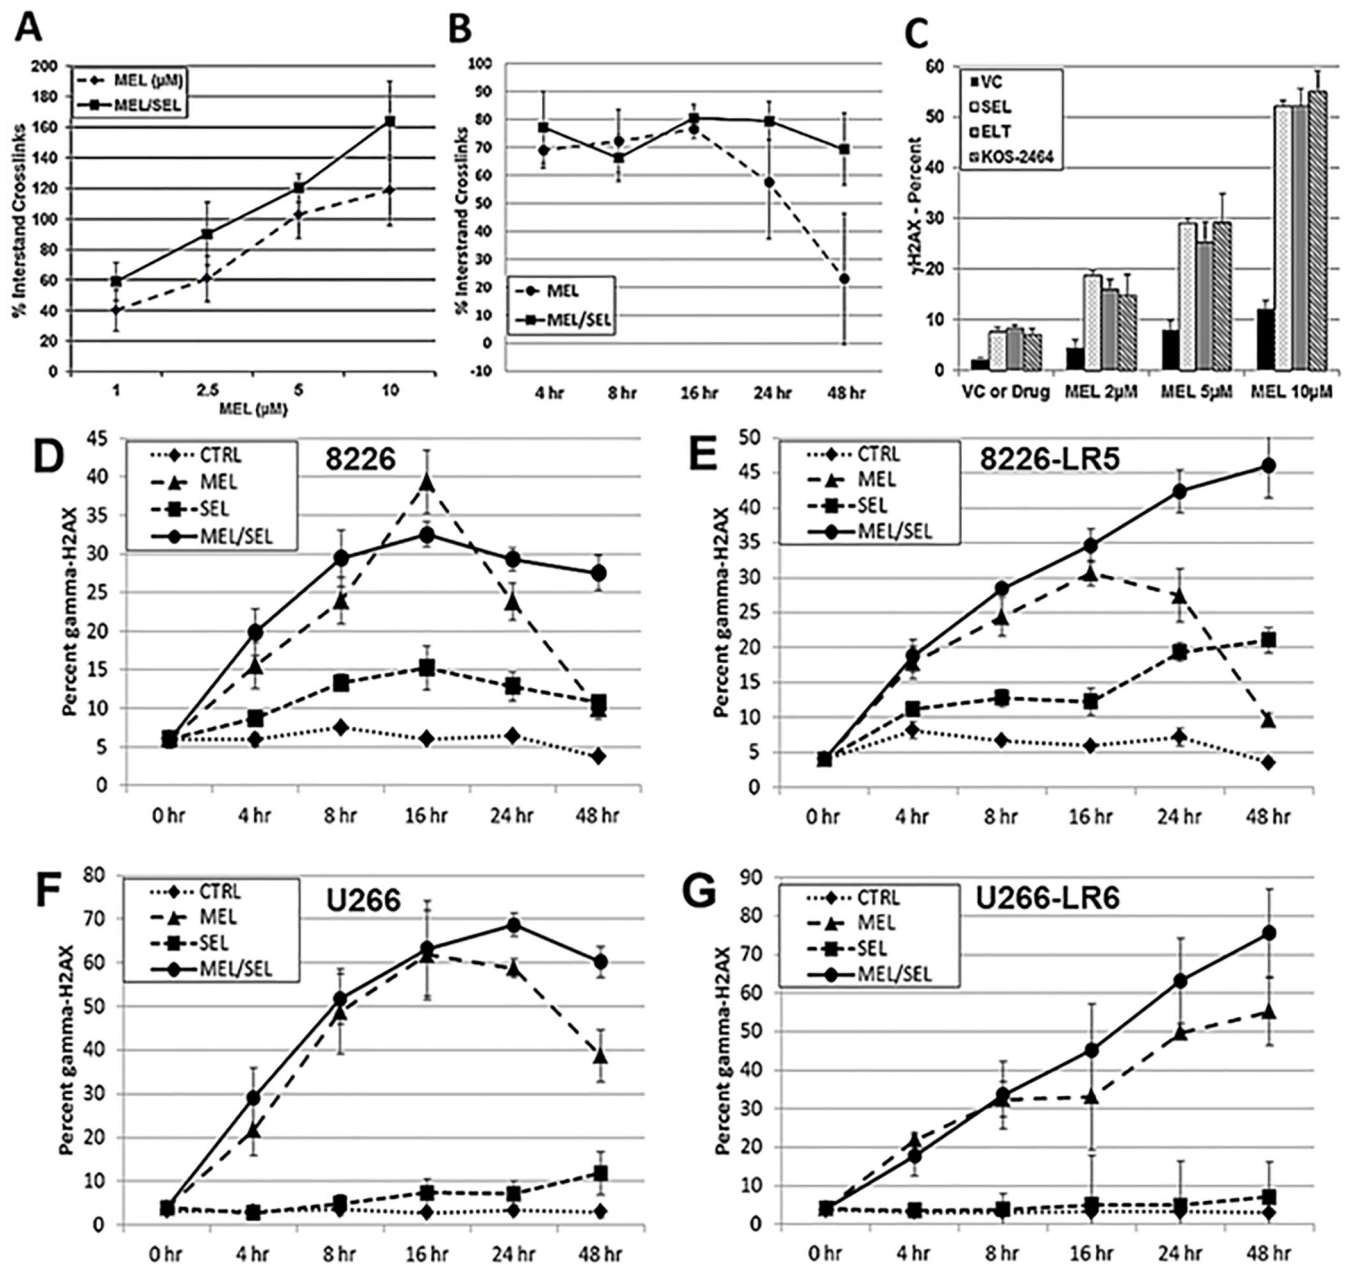 A
% Interstand Crosslinks
200
180
160
140
120
100
80
60
40
20
0
MEL (µM)
MEL/SEL
1
2.5
5
10
MEL (µM)
B
% Interstrand Crosslinks
100
90
80
70
60
50
40
30
20
10
0
-10
MEL
MEL/SEL
4 hr
8 hr
16 hr
24 hr
48 hr
C
γH2AX - Percent
60
50
40
30
20
10
0
VC
SEL
ELT
KOS-2464
VC or Drug
MEL 2µM
MEL 5µM
MEL 10µM
D
8226
Percent gamma-H2AX
45
40
35
30
25
20
15
10
5
0
CTRL
MEL
SEL
MEL/SEL
0 hr
4 hr
8 hr
16 hr
24 hr
48 hr
E
8226-LR5
Percent gamma-H2AX
50
45
40
35
30
25
20
15
10
5
0
CTRL
MEL
SEL
MEL/SEL
0 hr
4 hr
8 hr
16 hr
24 hr
48 hr
F
U266
Percent gamma-H2AX
80
70
60
50
40
30
20
10
0
CTRL
MEL
SEL
MEL/SEL
0 hr
4 hr
8 hr
16 hr
24 hr
48 hr
G
U266-LR6
Percent gamma-H2AX
90
80
70
60
50
40
30
20
10
0
CTRL
MEL
SEL
MEL/SEL
0 hr
4 hr
8 hr
16 hr
24 hr
48 hr